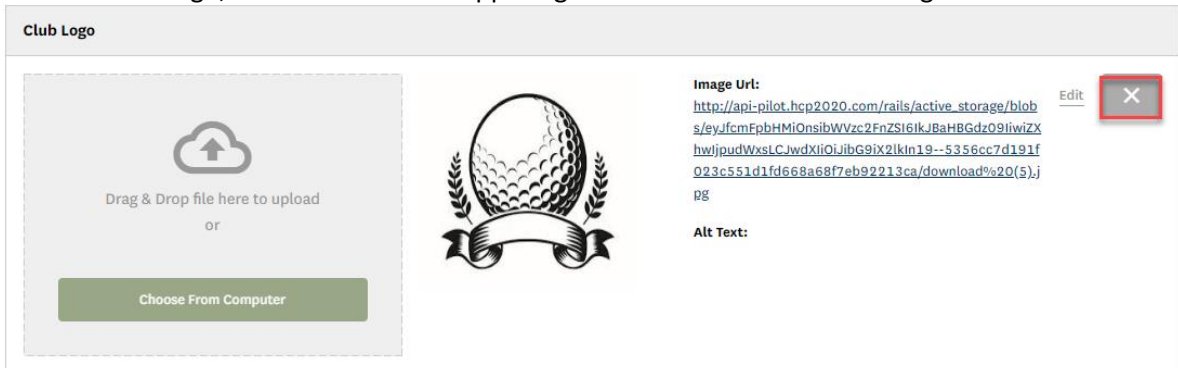 Club Logo
Drag & Drop file here to upload
or
Choose From Computer
Image Url:
http://api-pilot.hcp2020.com/rails/active_storage/blob
s/eyJfcmFpbHMiOnsibWVzc2FnZSI6IkJBaHBGdz09IiwiZX
hwIjpudWxsLCJwdXIiOiJibG9iX2lkIn19--5356cc7d191f
023c551d1fd668a68f7eb92213ca/download%20(5).j
pg
Alt Text:
Edit